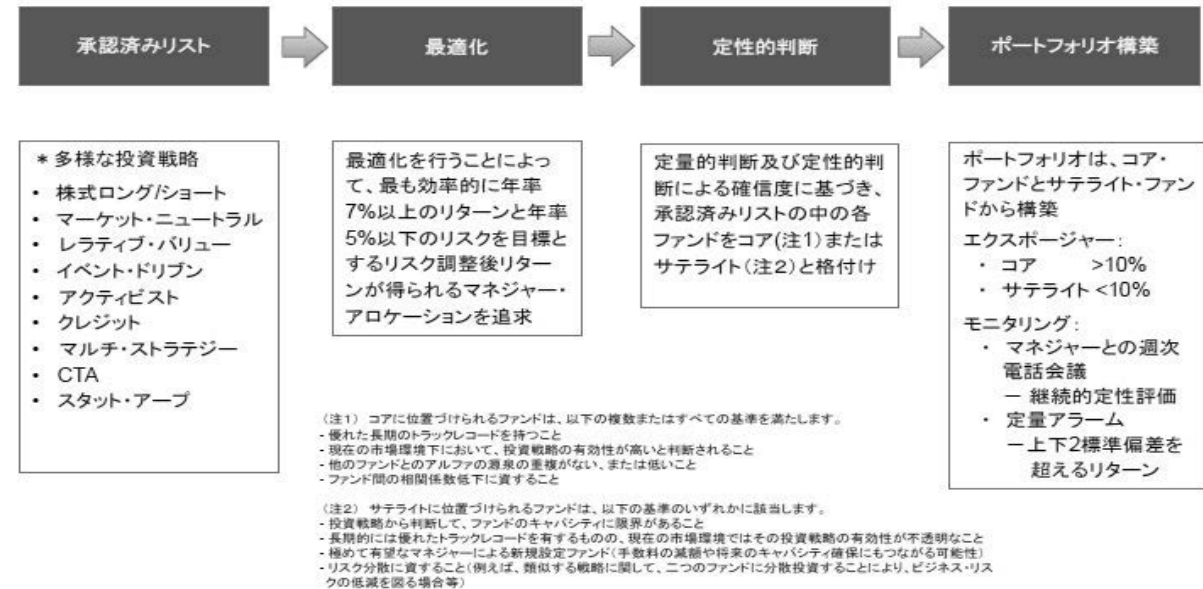 承認済みリスト
最適化
定性的判断
ポートフォリオ構築
＊多様な投資戦略
・ 株式ロング/ショート
・ マーケット・ニュートラル
・ レラティブ・バリュー
・ イベント・ドリブン
・ アクティビスト
・ クレジット
・ マルチ・ストラテジー
・ CTA
・ スタット・アープ
最適化を行うことによっ
て、最も効率的に年率
7%以上のリターンと年率
5%以下のリスクを目標と
するリスク調整後リター
ンが得られるマネジャー・
アロケーションを追求
定量的判断及び定性的判
断による確信度に基づき、
承認済みリストの中の各
ファンドをコア(注1)または
サテライト(注２)と格付け
ポートフォリオは、コア・
ファンドとサテライト・ファン
ドから構築
エクスポージャー：
・ コア >10%
・ サテライト <10%
モニタリング：
・ マネジャーとの週次
電話会議
－ 継続的定性評価
・ 定量アラーム
－上下2標準偏差を
超えるリターン
(注１) コアに位置づけられるファンドは、以下の複数またはすべての基準を満たします。
- 優れた長期のトラックレコードを持つこと
- 現在の市場環境下において、投資戦略の有効性が高いと判断されること
- 他のファンドとのアルファの源泉の重複がない、または低いこと
- ファンド間の相関係数低下に資すること
(注２) サテライトに位置づけられるファンドは、以下の基準のいずれかに該当します。
- 投資戦略から判断して、ファンドのキャパシティに限界があること
- 長期的には優れたトラックレコードを有するものの、現在の市場環境ではその投資戦略の有効性が不透明なこと
- 極めて有望なマネジャーによる新規設定ファンド(手数料の減額や将来のキャパシティ確保にもつながる可能性)
- リスク分散に資すること(例えば、類似する戦略に関して、二つのファンドに分散投資することにより、ビジネス・リス
クの低減を図る場合等)